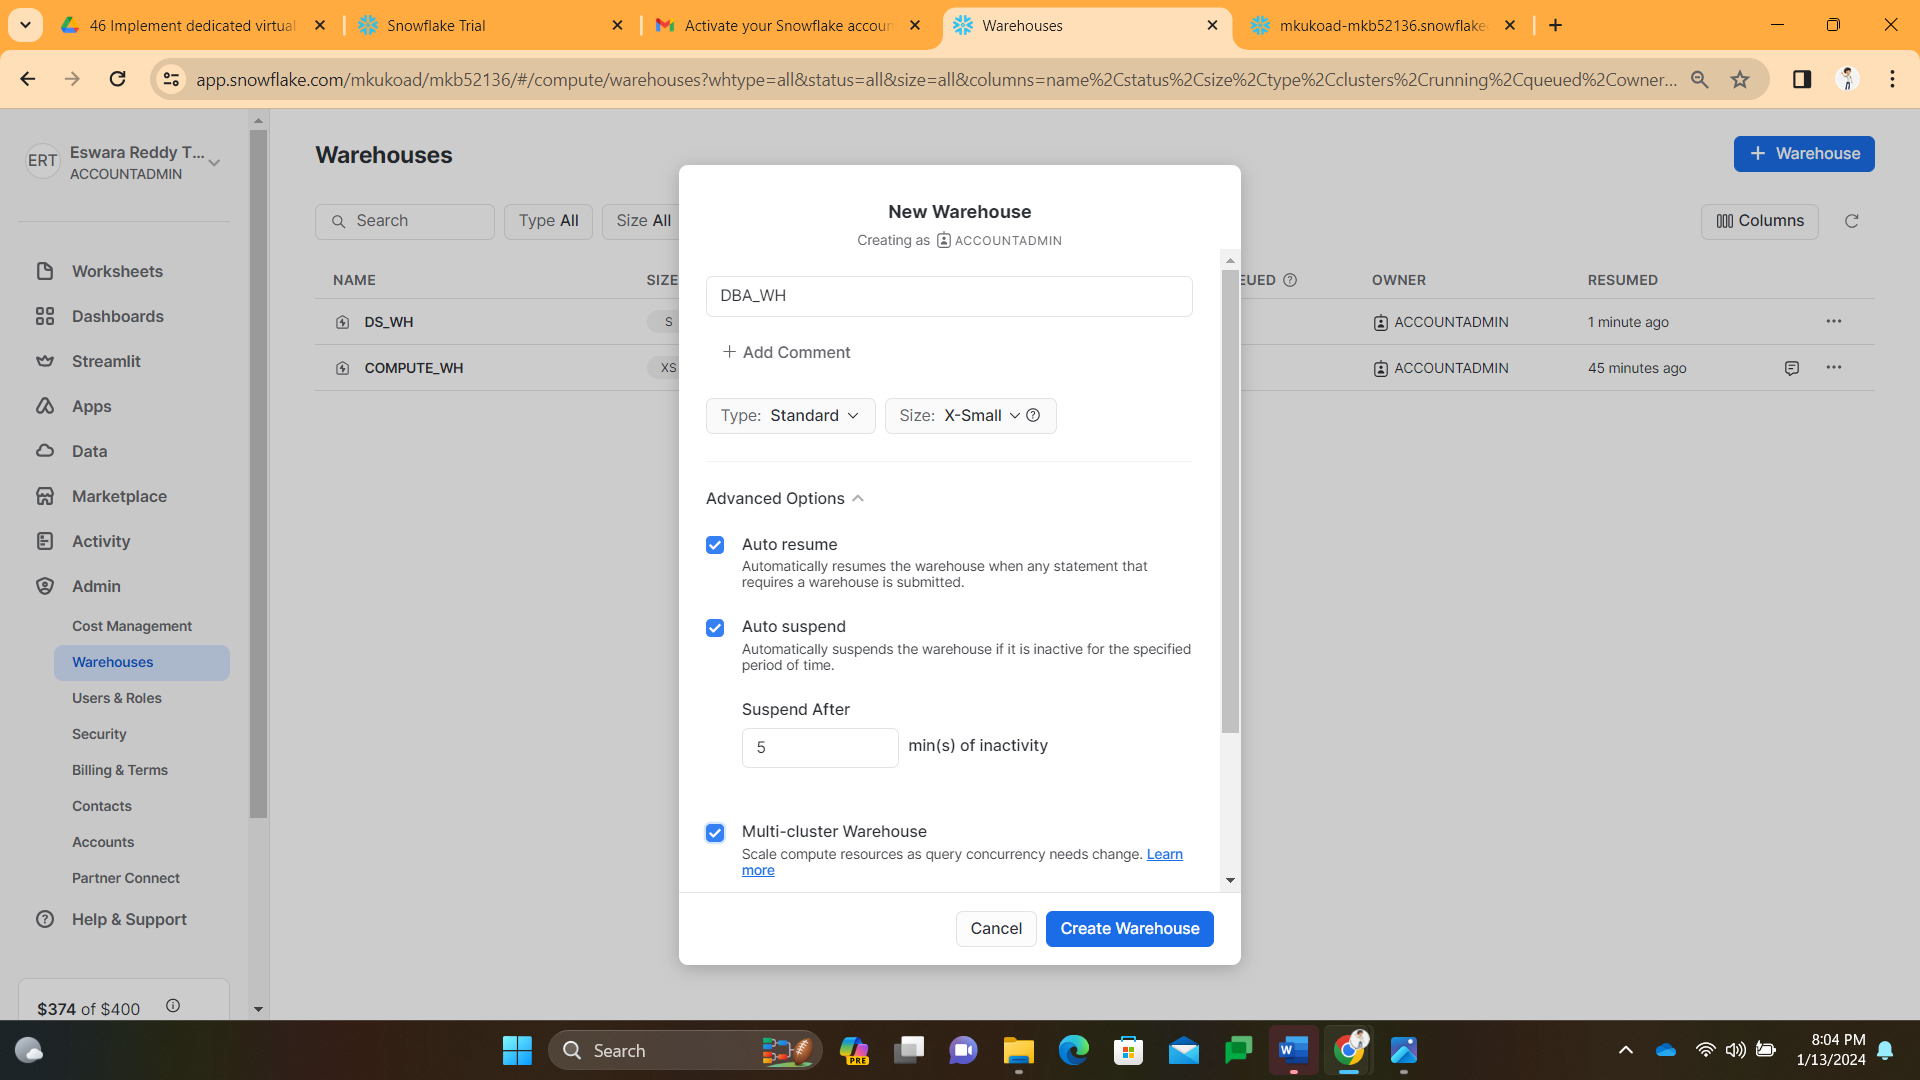 46 Implement dedicated virtual
Snowflake Trial
Activate your Snowflake accoun
Warehouses
mkukoad-mkb52136.snowflake
app.snowflake.com/mkukoad/mkb52136/#/compute/warehouses?whtype=all&status=all&size=all&columns=name%2Cstatus%2Csize%2Ctype%2Cclusters%2Crunning%2Cqueued%2Cowner...
ERT
Eswara Reddy T...
ACCOUNTADMIN
Worksheets
Dashboards
Streamlit
Apps
Data
Marketplace
Activity
Admin
Cost Management
Warehouses
Users & Roles
Security
Billing & Terms
Contacts
Accounts
Partner Connect
Help & Support
$374 of $400
Warehouses
+ Warehouse
Search
Type All
Size All
Columns
NAME
SIZE
EUED
OWNER
RESUMED
DS_WH
S
ACCOUNTADMIN
1 minute ago
COMPUTE_WH
XS
ACCOUNTADMIN
45 minutes ago
New Warehouse
Creating as ACCOUNTADMIN
DBA_WH
+ Add Comment
Type: Standard
Size: X-Small
Advanced Options
Auto resume
Automatically resumes the warehouse when any statement that
requires a warehouse is submitted.
Auto suspend
Automatically suspends the warehouse if it is inactive for the specified
period of time.
Suspend After
5
min(s) of inactivity
Multi-cluster Warehouse
Scale compute resources as query concurrency needs change. Learn
more
Cancel
Create Warehouse
Search
PRE
8:04 PM
1/13/2024